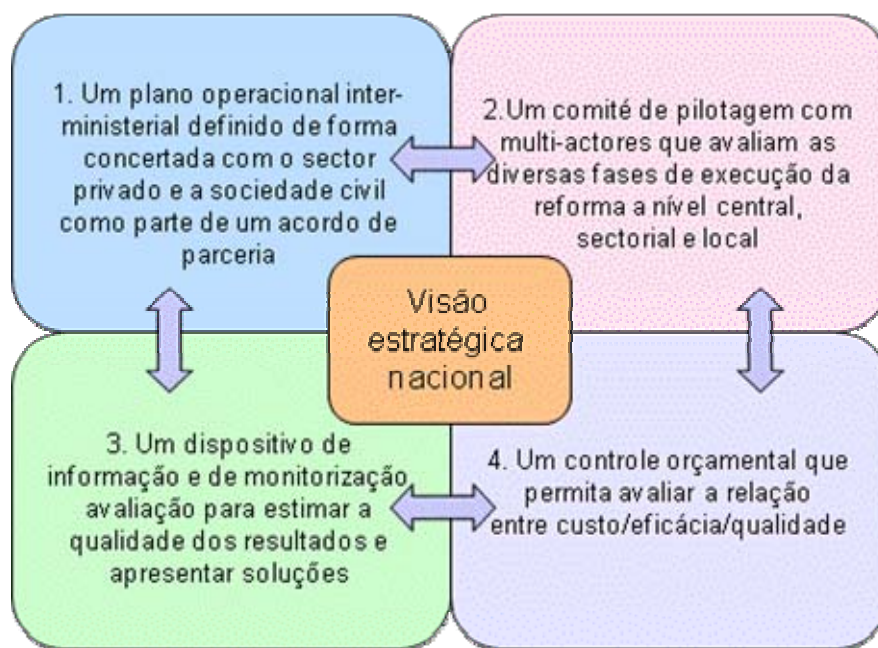 1. Um plano operacional inter-
ministerial definido de forma
concertada com o sector
privado e a sociedade civil
como parte de um acordo de
parceria
2.Um comité de pilotagem com
multi-actores que avaliam as
diversas fases de execução da
reforma a nível central,
sectorial e local
Visão
estratégica
nacional
3. Um dispositivo de
informação e de monitorização
avaliação para estimar a
qualidade dos resultados e
apresentar soluções
4. Um controle orçamental que
permita avaliar a relação
entre custo/eficácia/qualidade